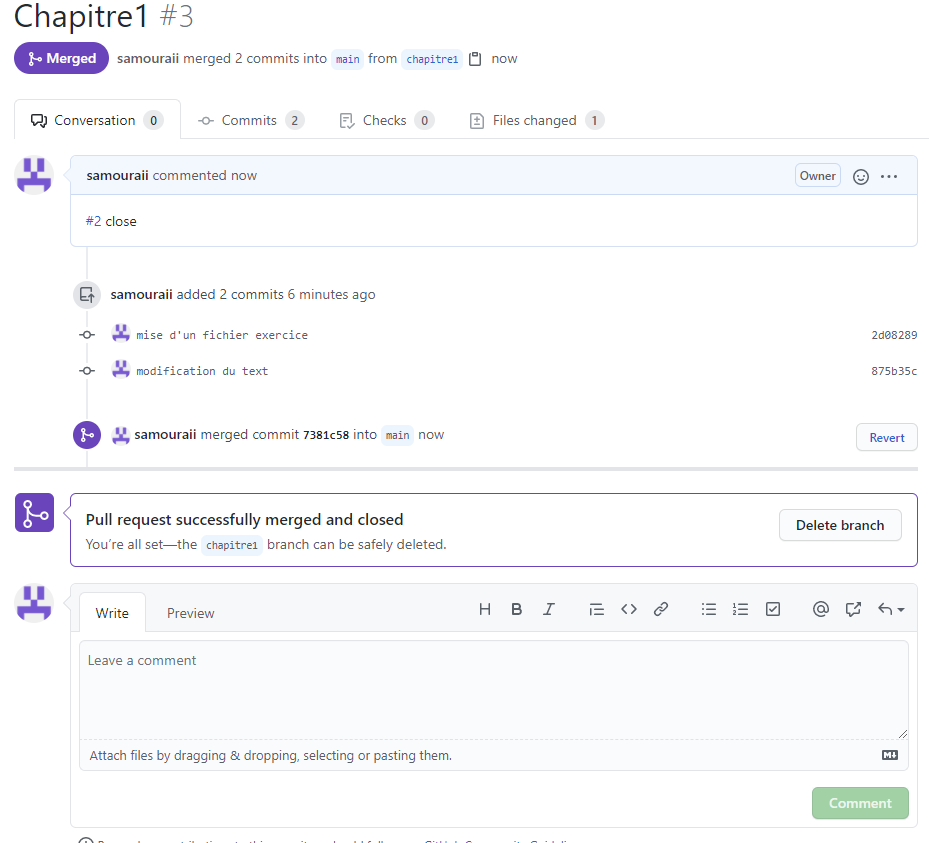 Chapitre1 #3
Merged samouraii merged 2 commits into main from chapitre1 now
Conversation 0 Commits 2 Checks 0 Files changed 1
samouraii commented now Owner
#2 close
samouraii added 2 commits 6 minutes ago
mise d'un fichier exercice 2d08289
modification du text 875b35c
samouraii merged commit 7381c58 into main now Revert
Pull request successfully merged and closed
Delete branch
You're all set—the chapitre1 branch can be safely deleted.
Write Preview
Leave a comment
Attach files by dragging & dropping, selecting or pasting them.
Comment